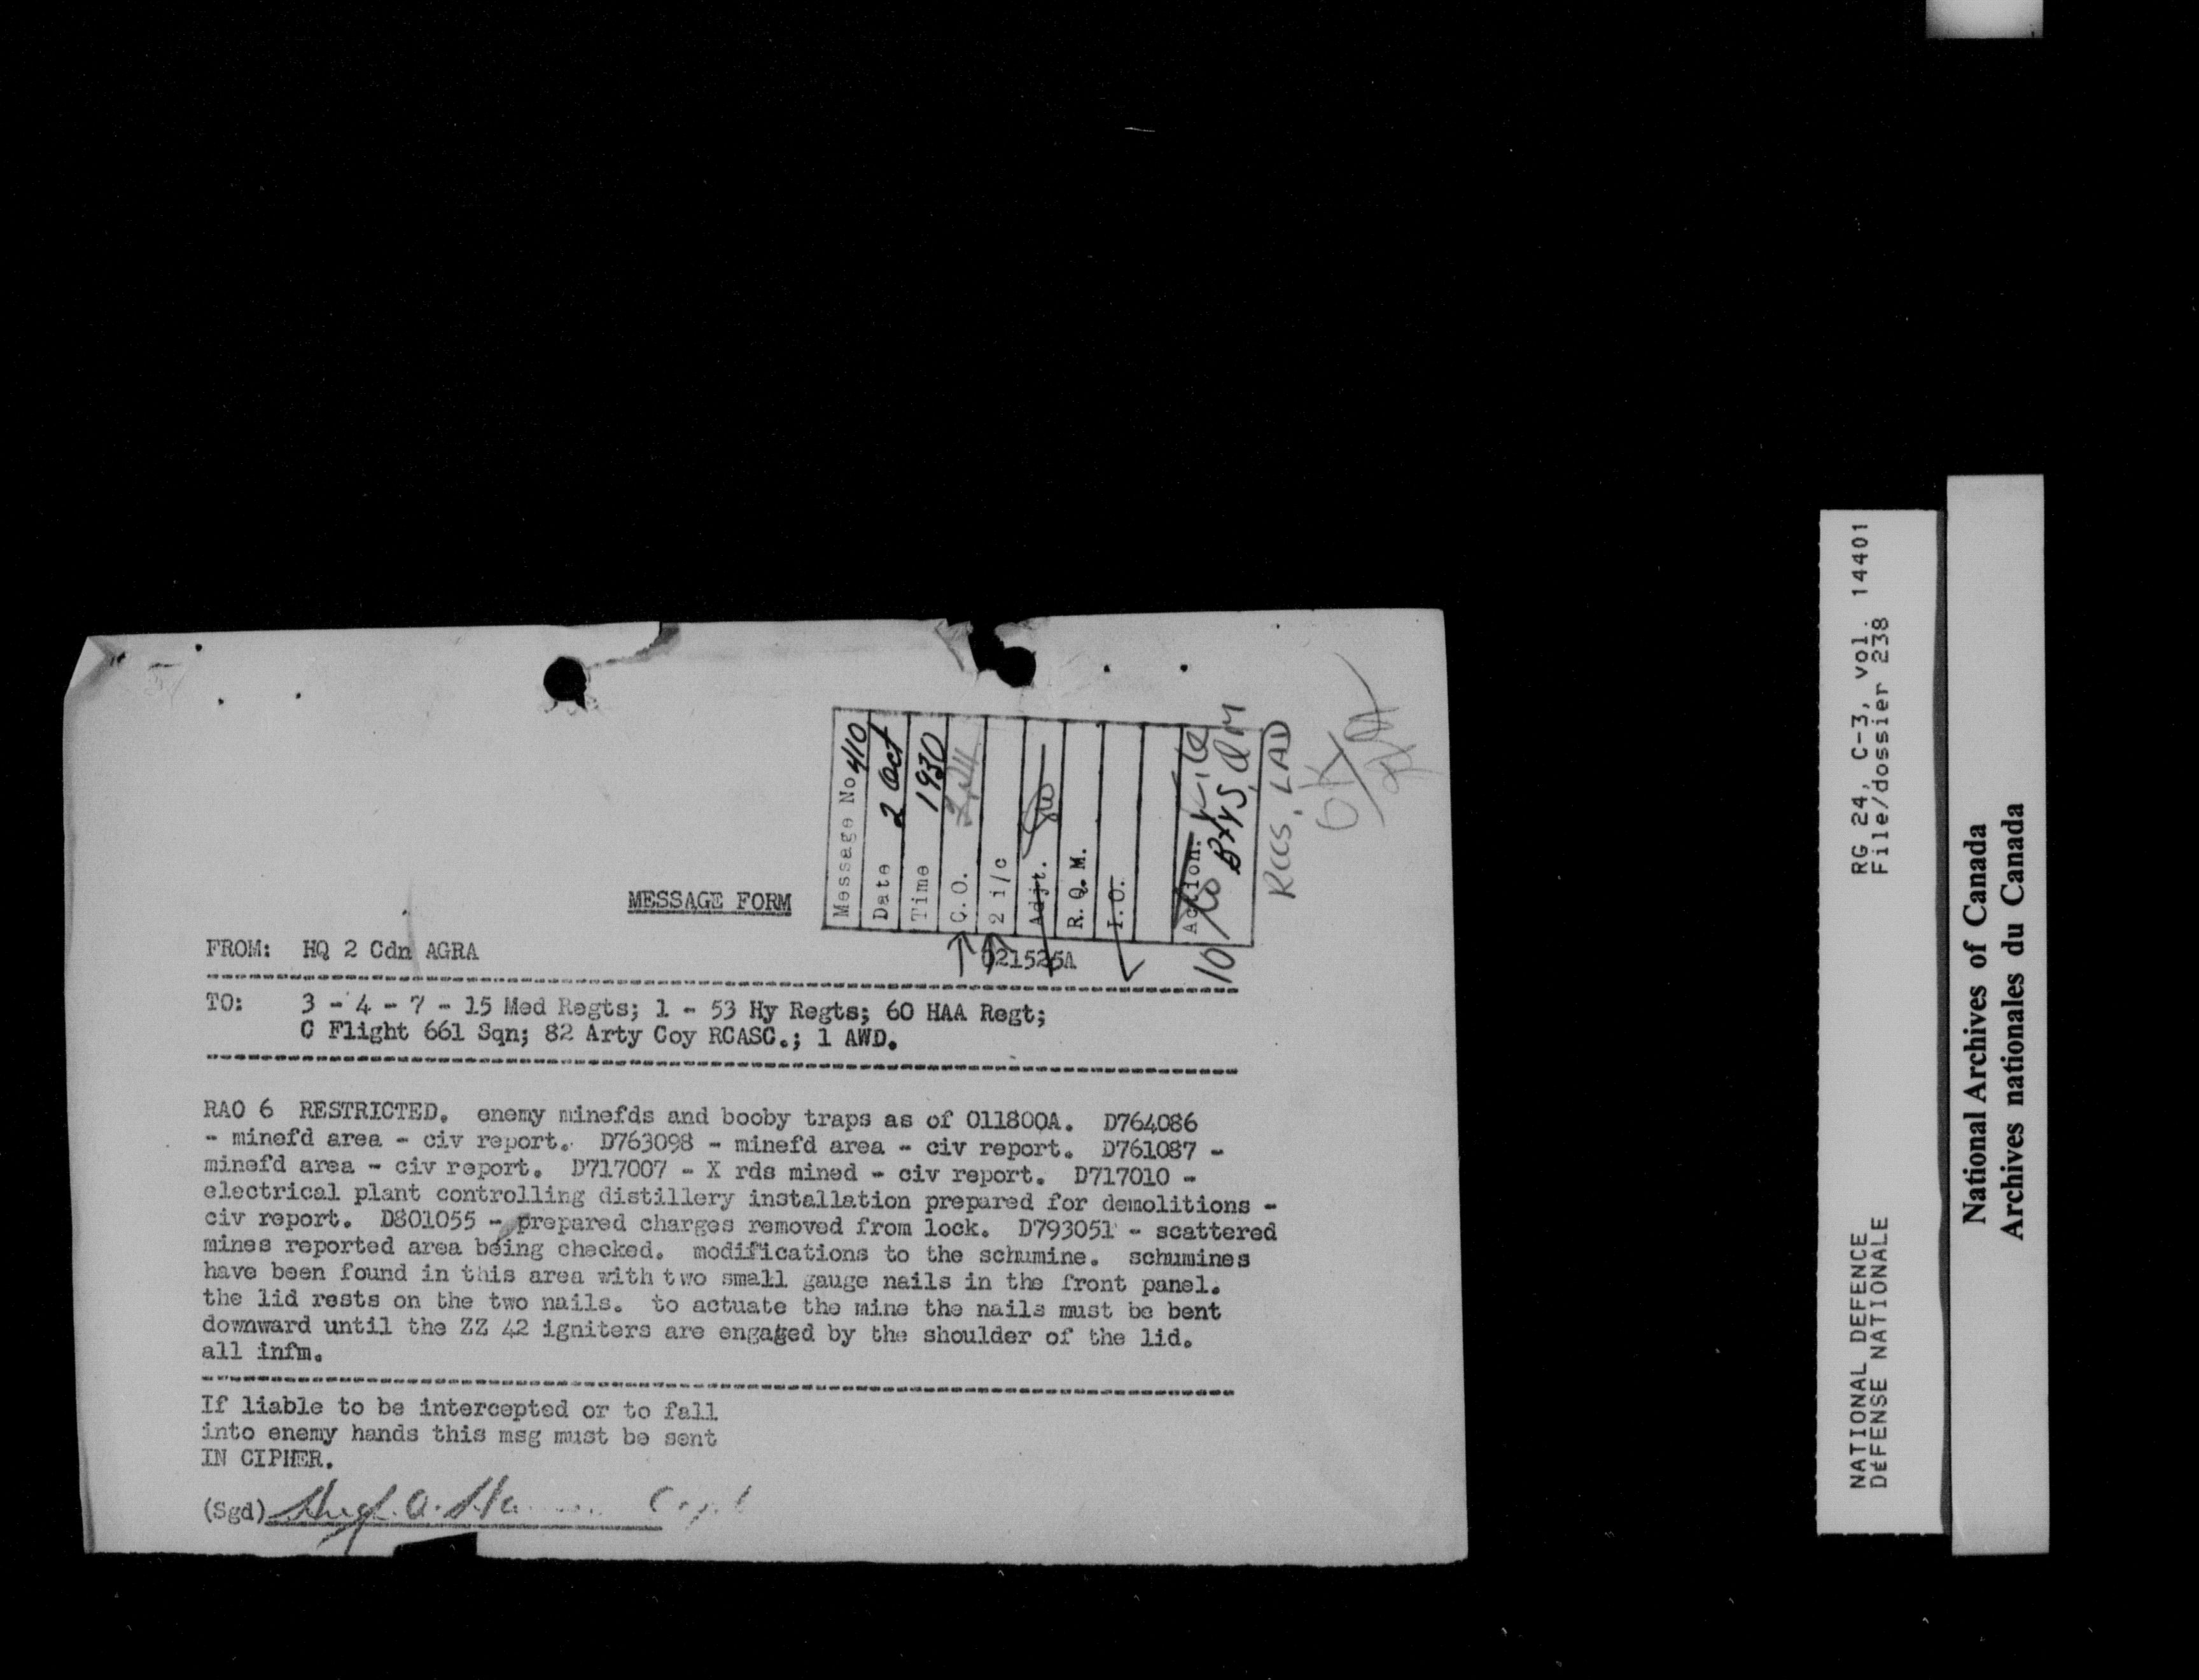 Message No 410
Date 2 Oct
Time 1930
C.O.
2 i/c
Adjt.
R.Q.M.
I.O.
Action.
Btys, QM
RCCS, LAD
MESSAGE FORM
FROM: HQ 2 Cdn AGRA 021525A
TO: 3 - 4 - 7 - 15 Med Regts; 1 - 53 Hy Regts; 60 HAA Regt;
C Flight 661 Sqn; 82 Arty Coy RCASC.; 1 AWD.
RAO 6 RESTRICTED. enemy minefds and booby traps as of 011800A. D764086
- minefd area - civ report. D763098 - minefd area - civ report. D761087 -
minefd area - civ report. D717007 - X rds mined - civ report. D717010 -
electrical plant controlling distillery installation prepared for demolitions -
civ report. D801055 - prepared charges removed from lock. D793051 - scattered
mines reported area being checked. modifications to the schumine. schumines
have been found in this area with two small gauge nails in the front panel.
the lid rests on the two nails. to actuate the mine the nails must be bent
downward until the ZZ 42 igniters are engaged by the shoulder of the lid.
all infm.
If liable to be intercepted or to fall
into enemy hands this msg must be sent
IN CIPHER.
(Sgd) Capt
RG 24, C-3, vol. 14401
File/dossier 238
NATIONAL DEFENCE
DÉFENSE NATIONALE
National Archives of Canada
Archives nationales du Canada